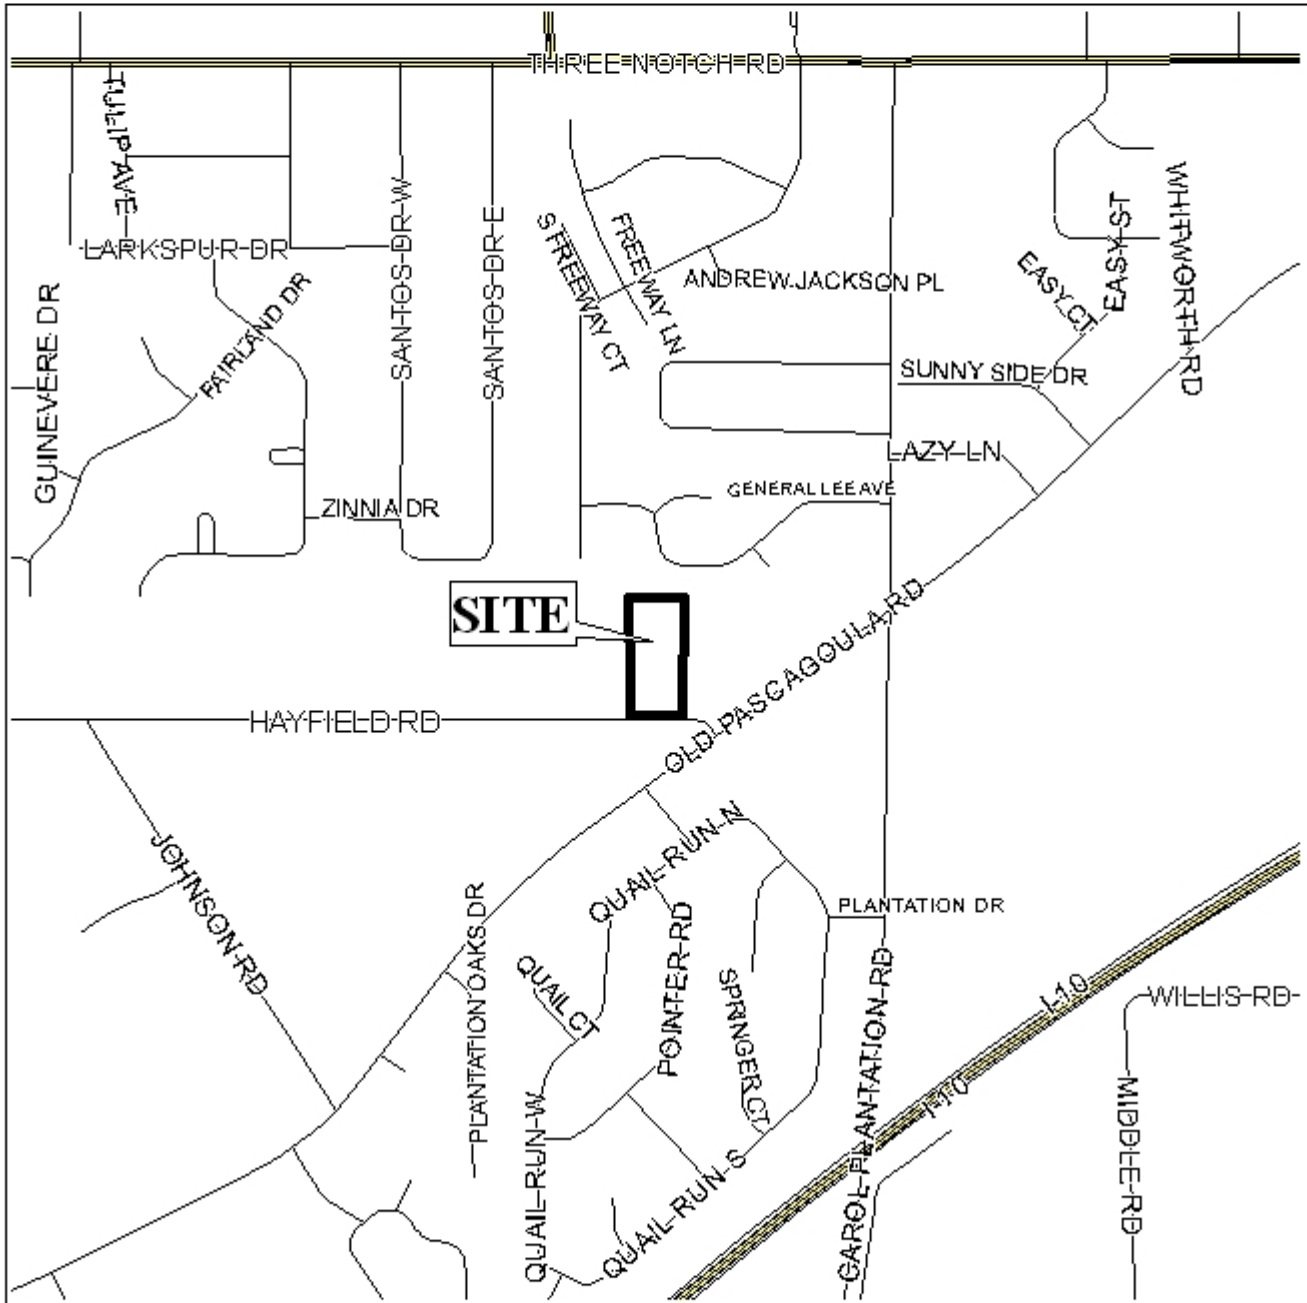 THREE NOTCH RD
TULIP AVE
LARKSPUR DR
SANTOS DR W
SANTOS DR E
S FREEWAY CT
FREEWAY LN
ANDREW JACKSON PL
EASY ST
EASY CT
WHITWORTH RD
GUINEVERE DR
FAIRLAND DR
SUNNY SIDE DR
LAZY LN
GENERAL LEE AVE
ZINNIA DR
SITE
OLD PASCAGOULA RD
HAYFIELD RD
JOHNSON RD
QUAIL RUN N
PLANTATION OAKS DR
POINTER RD
PLANTATION DR
QUAIL CT
SPRINGER CT
CAROL PLANTATION RD
I-10
WILLIS RD
I-10
MIDDLE RD
QUAIL RUN W
QUAIL RUN S